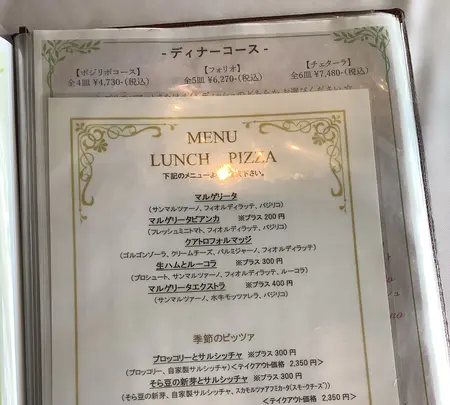 - ディナーコース -
【ポジリポコース】 【フォリオ】 【チェターラ】
全4皿 ¥4,730-(税込) 全5皿 ¥6,270-(税込) 全6皿 ¥7,480-(税込)
MENU
LUNCH PIZZA
下記のメニューよ 下さい。
マルゲリータ
(サンマルツァーノ、フィオルディラッテ、バジリコ)
マルゲリータビアンカ ※プラス 200 円
(フレッシュミニトマト、フィオルディラッテ、バジリコ)
クアトロフォルマッジ
(ゴルゴンゾーラ、クリームチーズ、パルミジャーノ、フィオルディラッテ)
生ハムとルーコラ ※プラス 300 円
(プロシュート、サンマルツァーノ、フィオルディラッテ、ルーコラ)
マルゲリータエクストラ ※プラス 400 円
(サンマルツァーノ、水牛モッツァレラ、バジリコ)
季節のピッツァ
ブロッコリーとサルシッチャ ※プラス 300 円
(ブロッコリー、自家製サルシッチャ) <テイクアウト価格 2,350 円>
そら豆の新芽とサルシッチャ ※プラス 300 円
(そら豆の新芽、自家製サルシッチャ、スカモルツァアフミカータ(スモークチーズ))
<テイクアウト価格 2,350 円>